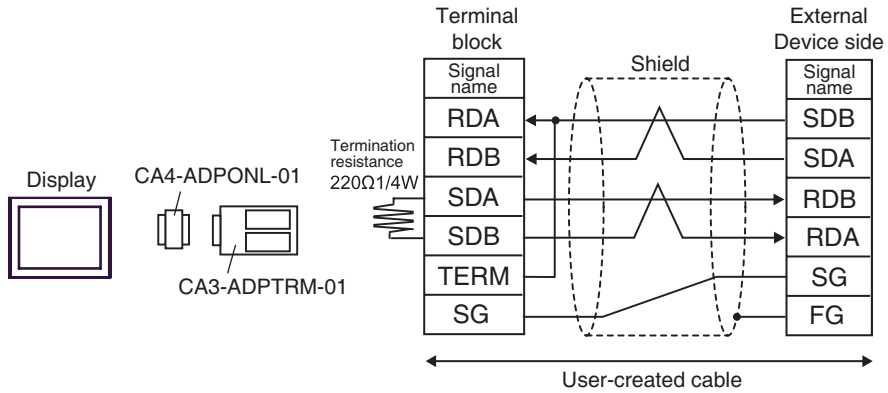 Terminal
block
External
Device side
Shield
Signal
name
Signal
name
RDA
SDB
RDB
SDA
Termination
resistance
220Ω1/4W
SDA
RDB
SDB
RDA
TERM
SG
SG
FG
Display
CA4-ADPONL-01
CA3-ADPTRM-01
User-created cable